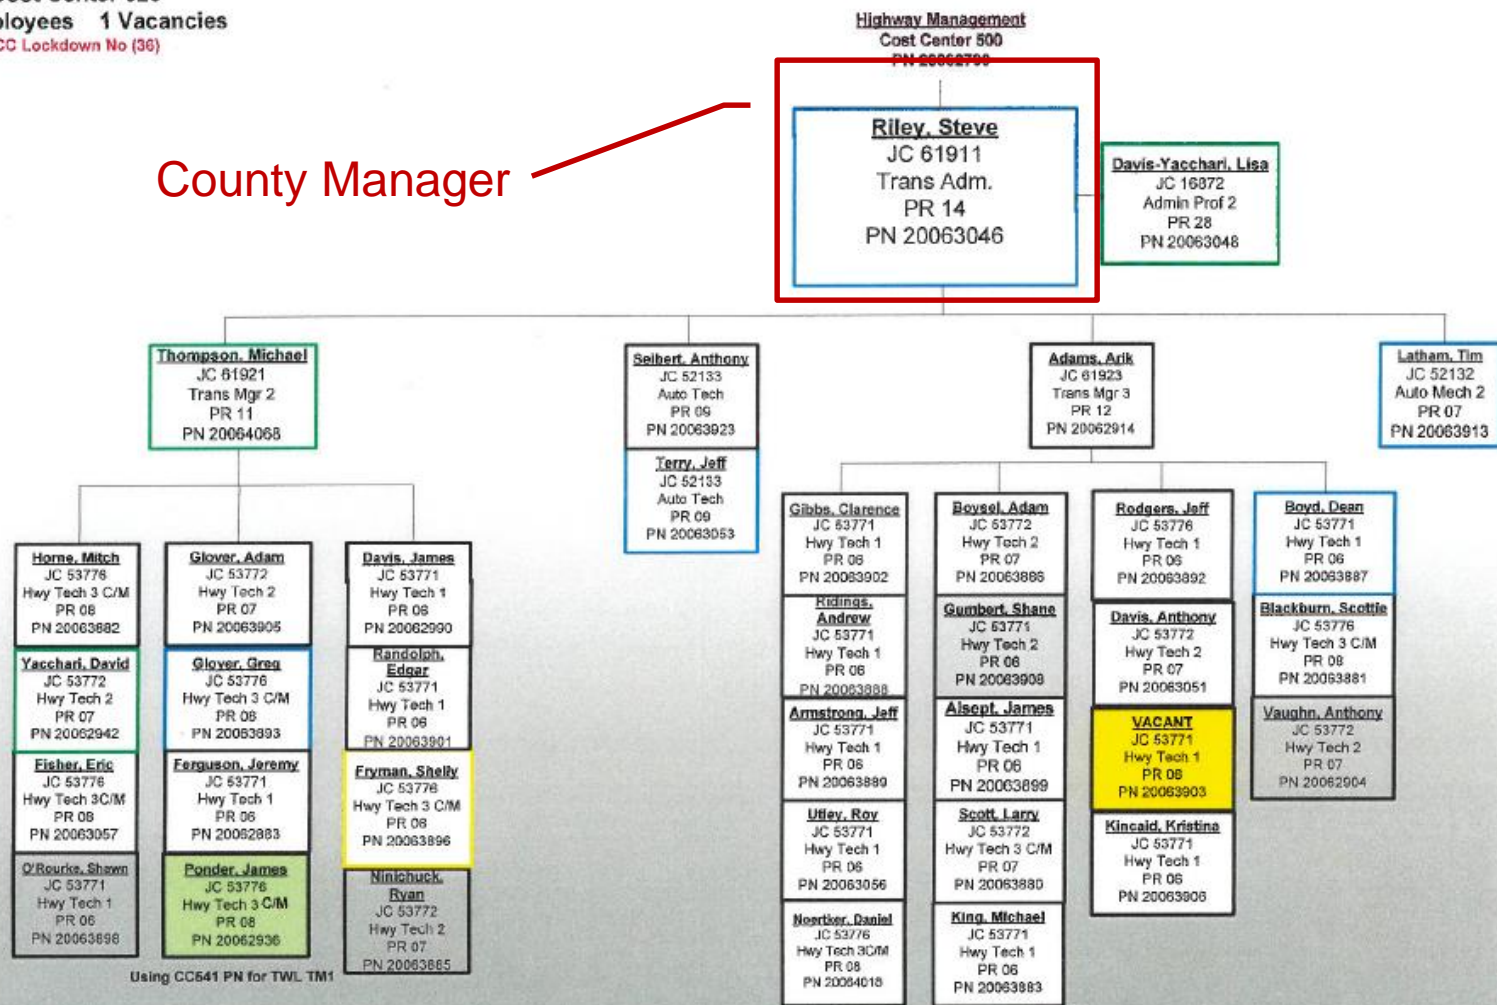 ployees 1 Vacancies
CC Lockdown No (36)
Highway Management
Cost Center 500
County Manager
Riley, Steve
JC 61911
Trans Adm.
PR 14
PN 20063046
Davis-Yacchari, Lisa
JC 16872
Admin Prof 2
PR 28
PN 20063048
Thompson, Michael
JC 61921
Trans Mgr 2
PR 11
PN 20064068
Seibert, Anthony
JC 52133
Auto Tech
PR 09
PN 20063923
Terry, Jeff
JC 52133
Auto Tech
PR 09
PN 20063053
Adams, Arik
JC 61923
Trans Mgr 3
PR 12
PN 20062914
Latham, Tim
JC 52132
Auto Mech 2
PR 07
PN 20063913
Horne, Mitch
JC 53776
Hwy Tech 3 C/M
PR 08
PN 20063882
Yacchari, David
JC 53772
Hwy Tech 2
PR 07
PN 20062942
Fisher, Eric
JC 53776
Hwy Tech 3C/M
PR 08
PN 20063057
O'Rourke, Shawn
JC 53771
Hwy Tech 1
PR 06
PN 20063898
Glover, Adam
JC 53772
Hwy Tech 2
PR 07
PN 20063905
Glover, Greg
JC 53776
Hwy Tech 3 C/M
PR 08
PN 20063893
Ferguson, Jeremy
JC 53771
Hwy Tech 1
PR 06
PN 20062883
Ponder, James
JC 53776
Hwy Tech 3 C/M
PR 08
PN 20062936
Davis, James
JC 53771
Hwy Tech 1
PR 06
PN 20062990
Randolph,
Edgar
JC 53771
Hwy Tech 1
PR 06
PN 20063901
Fryman, Shelly
JC 53776
Hwy Tech 3 C/M
PR 08
PN 20063896
Ninichuck,
Ryan
JC 53772
Hwy Tech 2
PR 07
PN 20063885
Using CC541 PN for TWL TM1
Gibbs, Clarence
JC 53771
Hwy Tech 1
PR 06
PN 20063902
Ridings,
Andrew
JC 53771
Hwy Tech 1
PR 06
PN 20063888
Armstrong, Jeff
JC 53771
Hwy Tech 1
PR 06
PN 20063889
Utley, Roy
JC 53771
Hwy Tech 1
PR 06
PN 20063056
Noertker, Daniel
JC 53776
Hwy Tech 3C/M
PR 08
PN 20064018
Boysel, Adam
JC 53772
Hwy Tech 2
PR 07
PN 20063866
Gumbert, Shane
JC 53771
Hwy Tech 2
PR 06
PN 20063908
Alsept, James
JC 53771
Hwy Tech 1
PR 06
PN 20063899
Scott, Larry
JC 53772
Hwy Tech 3 C/M
PR 07
PN 20063880
King, Michael
JC 53771
Hwy Tech 1
PR 06
PN 20063883
Rodgers, Jeff
JC 53776
Hwy Tech 1
PR 06
PN 20063892
Davis, Anthony
JC 53772
Hwy Tech 2
PR 07
PN 20063051
VACANT
JC 53771
Hwy Tech 1
PR 06
PN 20063903
Kincaid, Kristina
JC 53771
Hwy Tech 1
PR 06
PN 20063906
Boyd, Dean
JC 53771
Hwy Tech 1
PR 06
PN 20063887
Blackburn, Scottie
JC 53776
Hwy Tech 3 C/M
PR 08
PN 20063881
Vaughn, Anthony
JC 53772
Hwy Tech 2
PR 07
PN 20062904